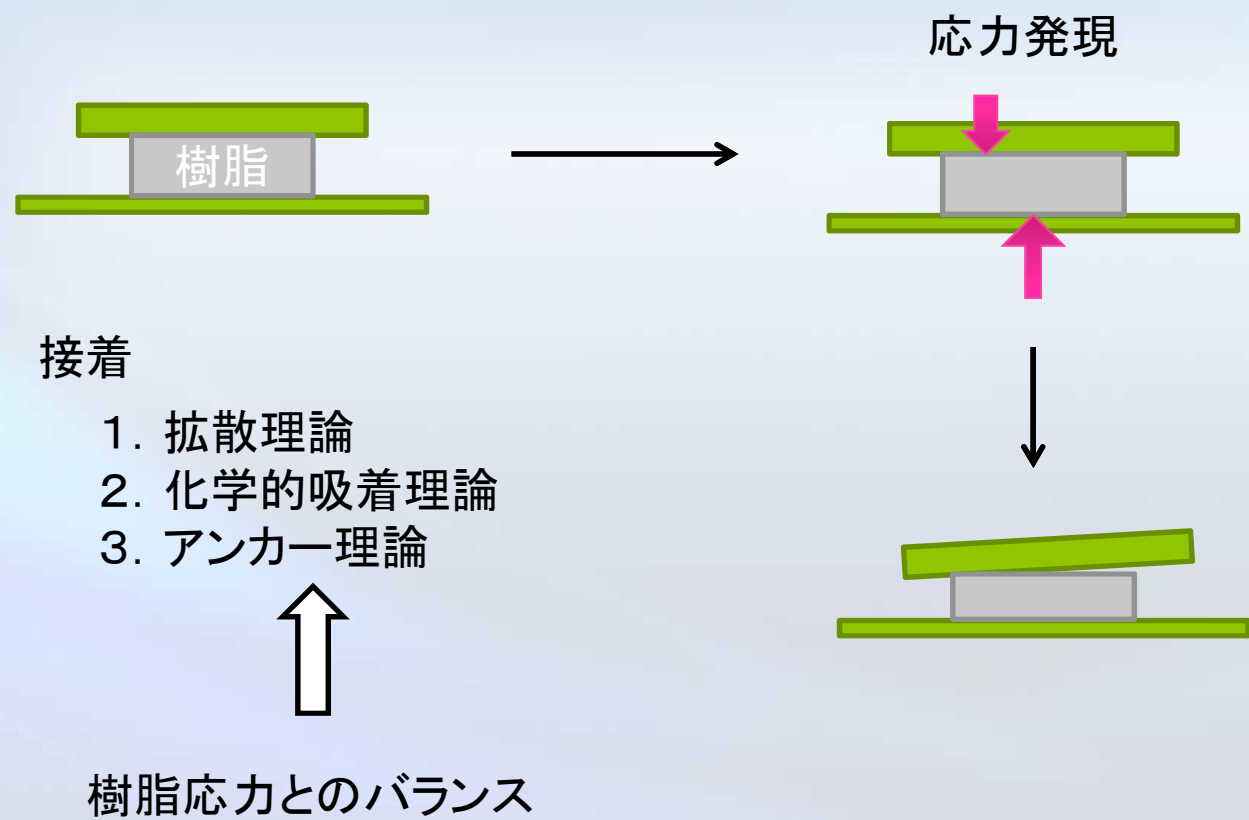 応力発現
樹脂
接着
１．拡散理論
２．化学的吸着理論
３．アンカー理論
樹脂応力とのバランス